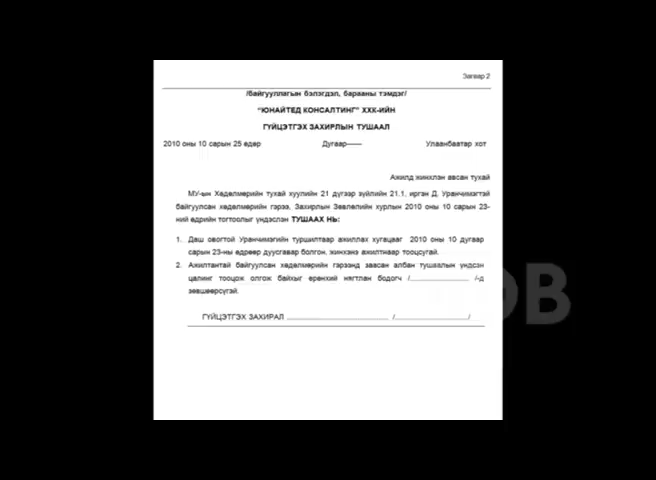 Загвар 2
/байгууллагын бэлэгдэл, барааны тэмдэг/
"ЮНАЙТЕД КОНСАЛТИНГ" ХХК-ИЙН
ГҮЙЦЭТГЭХ ЗАХИРЛЫН ТУШААЛ
2010 оны 10 сарын 25 өдөр Дугаар—— Улаанбаатар хот
Ажилд жинхлэн авсан тухай
МУ-ын Хөдөлмөрийн тухай хуулийн 21 дүгээр зүйлийн 21.1. иргэн Д. Уранчимэгтэй
байгуулсан хөдөлмөрийн гэрээ, Захирлын Зөвлөлийн хурлын 2010 оны 10 сарын 23-
ний өдрийн тогтоолыг үндэслэн ТУШААХ НЬ:
1. Даш овогтой Уранчимэгийн туршилтаар ажиллах хугацааг 2010 оны 10 дугаар
сарын 23-ны өдрөөр дуусгавар болгон, жинхэнэ ажилтнаар тооцсугай.
2. Ажилтантай байгуулсан хөдөлмөрийн гэрээнд заасан албан тушаалын үндсэн
цалинг тооцож олгож байхыг ерөнхий нягтлан бодогч /.................... /-д
зөвшөөрсүгэй.
ГҮЙЦЭТГЭХ ЗАХИРАЛ .............................. /...................../